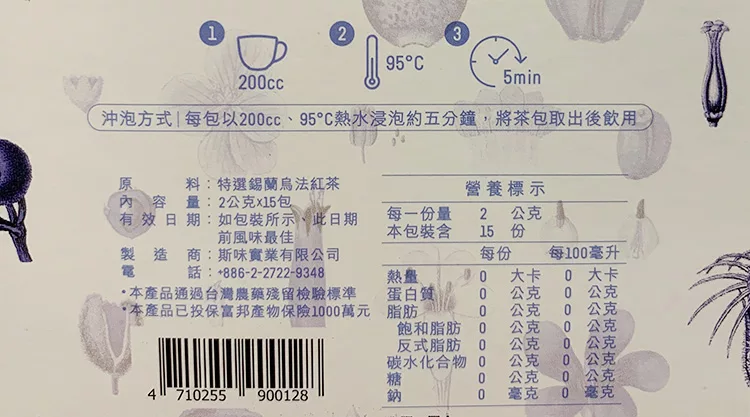 1 2 3
200cc 95°C 5min
沖泡方式|每包以200cc、95°C熱水浸泡約五分鐘,將茶包取出後飲用
原料:特選錫蘭烏法紅茶
內容量:2公克x15包
有效日期:如包裝所示、此日期
前風味最佳
製造商:斯味實業有限公司
電話:+886-2-2722-9348
•本產品通過台灣農藥殘留檢驗標準
•本產品已投保富邦產物保險1000萬元
4 710255 900128
營養標示
每一份量 2 公克
本包裝含 15 份
每份 每100毫升
熱量 0 大卡 0 大卡
蛋白質 0 公克 0 公克
脂肪 0 公克 0 公克
飽和脂肪 0 公克 0 公克
反式脂肪 0 公克 0 公克
碳水化合物 0 公克 0 公克
糖 0 公克 0 公克
鈉 0 毫克 0 毫克